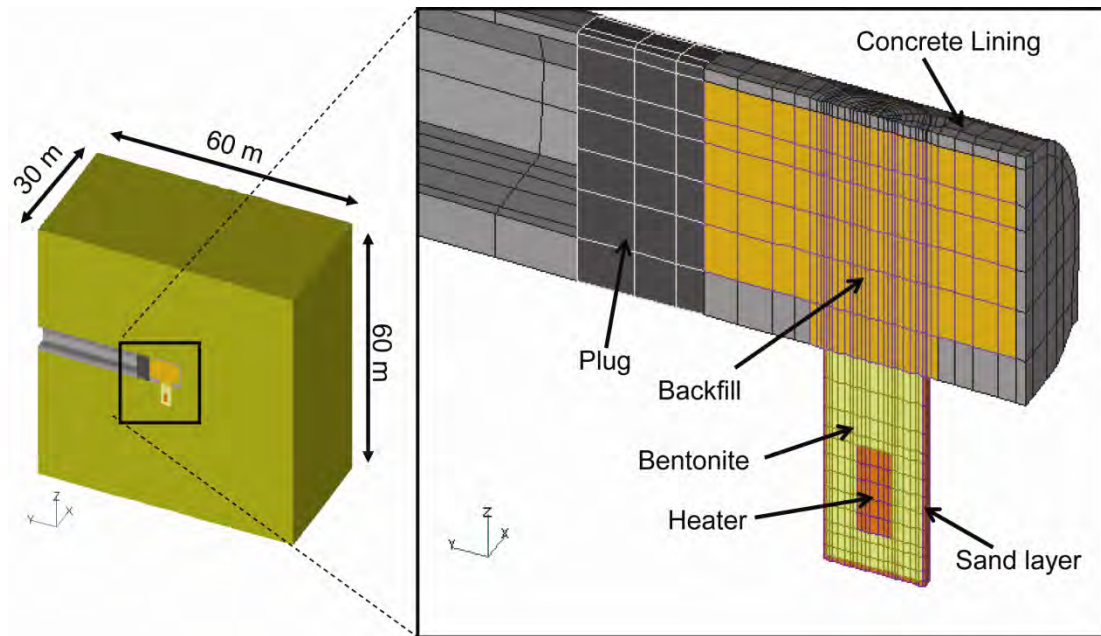 30 m
60 m
60 m
Z
Y
X
Concrete Lining
Plug
Backfill
Bentonite
Heater
Sand layer
Z
Y
X